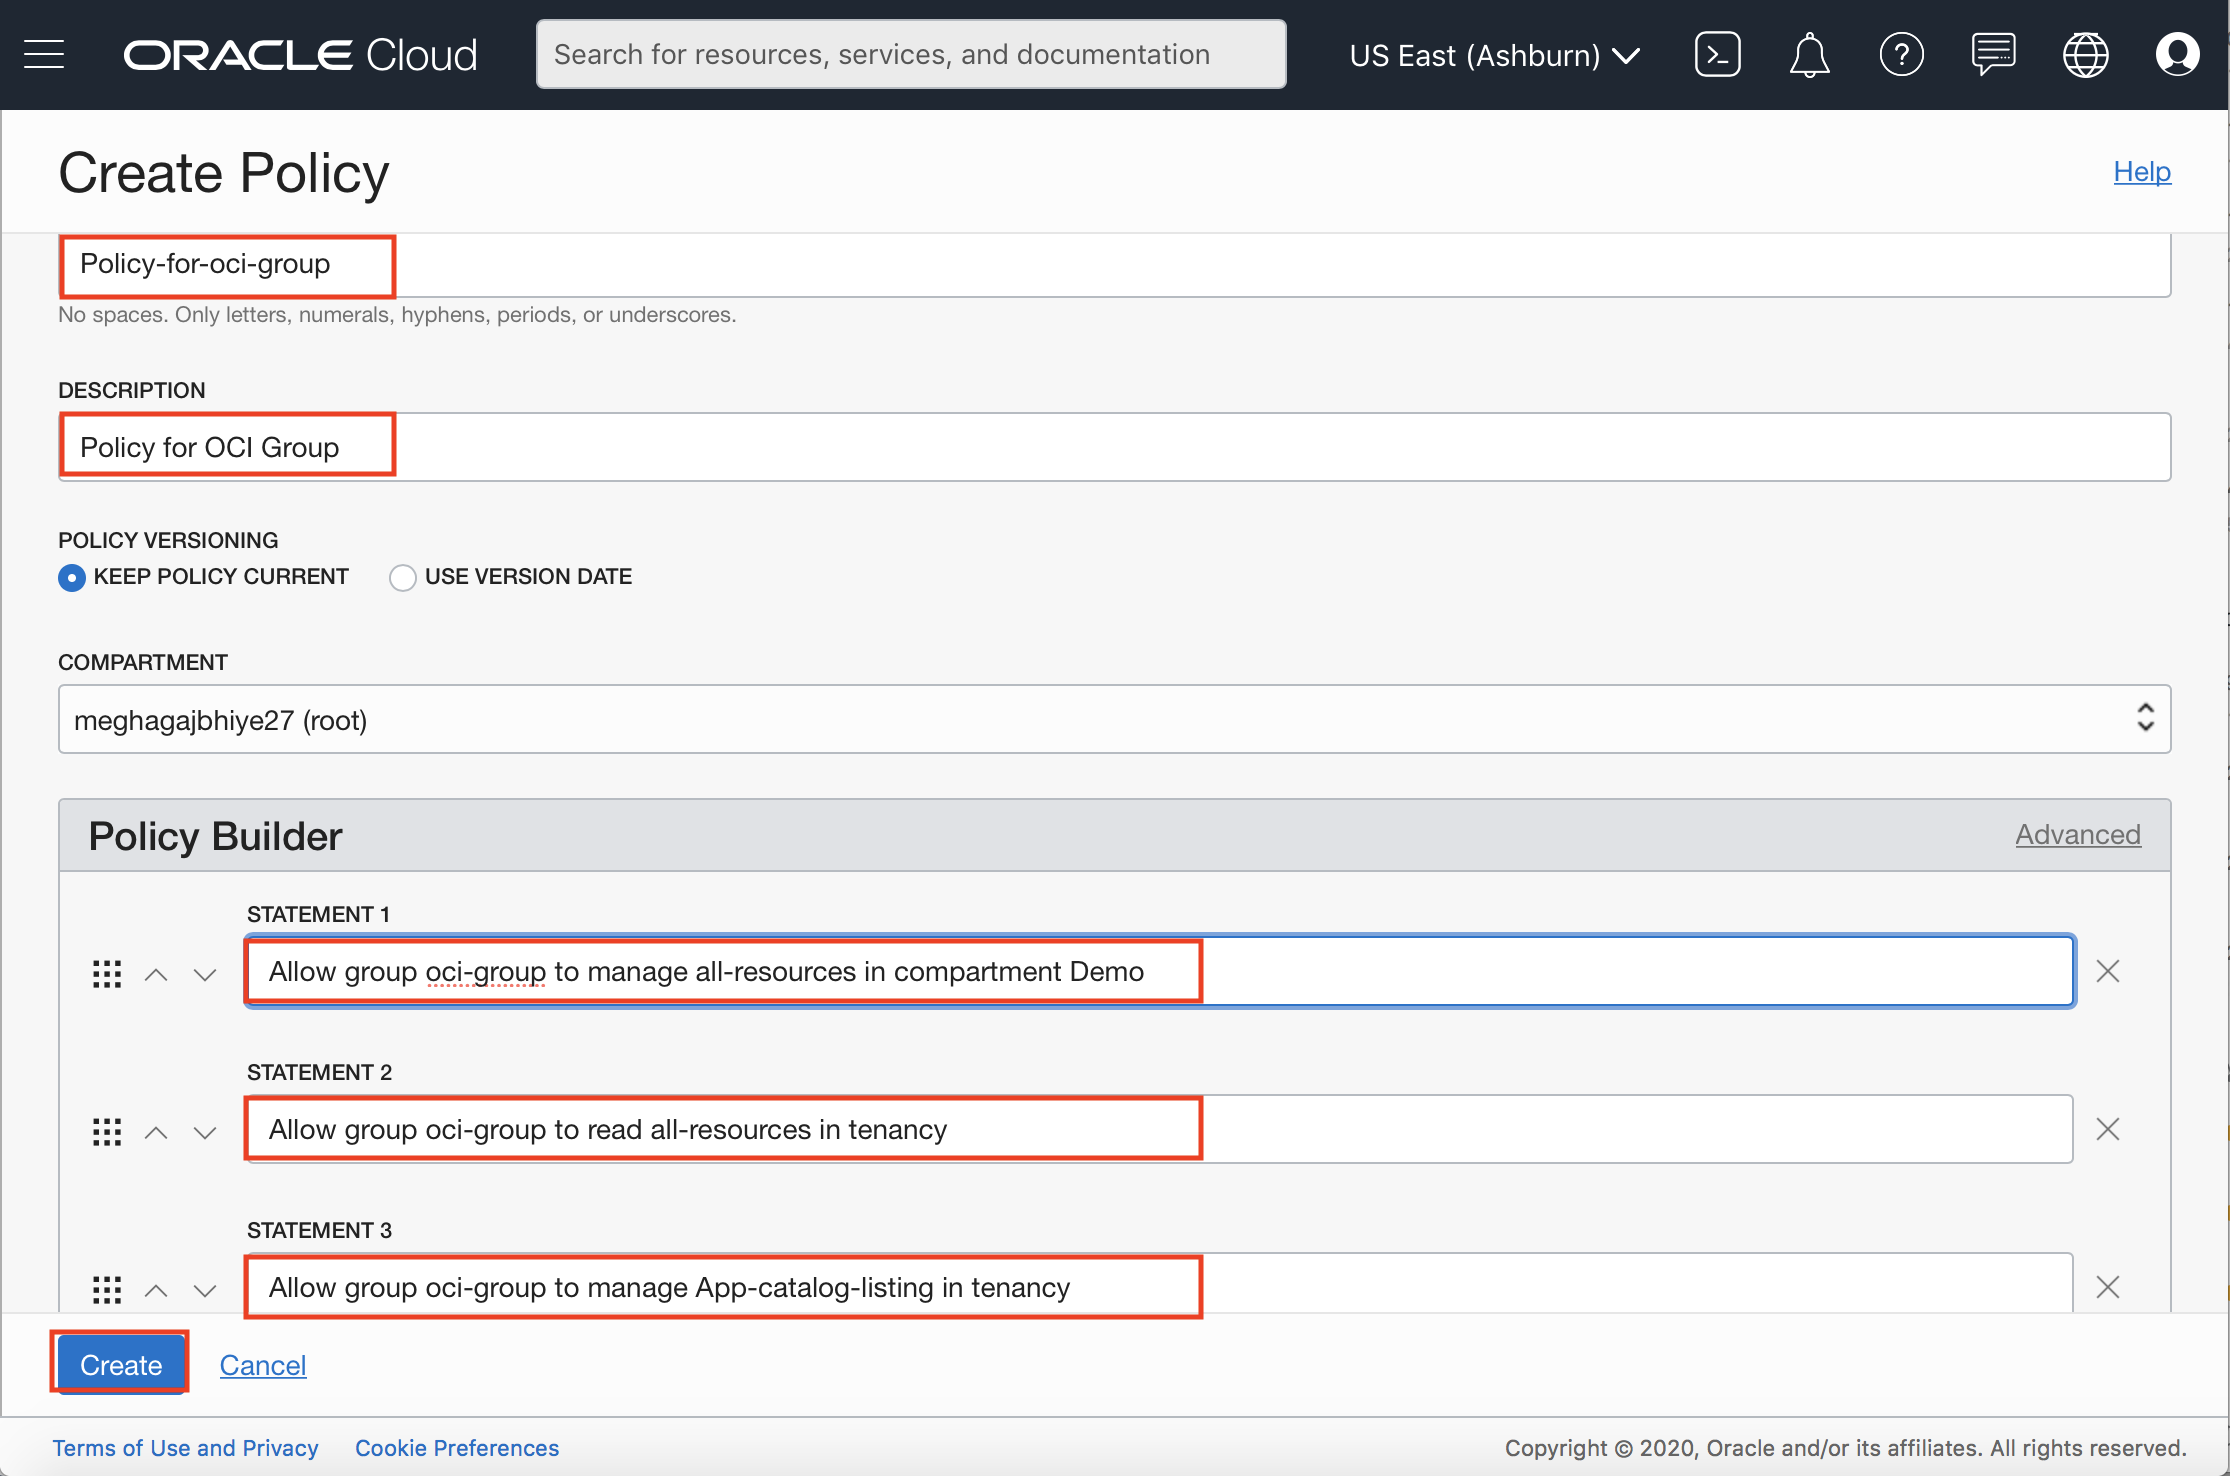 ORACLE Cloud
Search for resources, services, and documentation
US East (Ashburn)
Create Policy
Help
Policy-for-oci-group
No spaces. Only letters, numerals, hyphens, periods, or underscores.
DESCRIPTION
Policy for OCI Group
POLICY VERSIONING
KEEP POLICY CURRENT
USE VERSION DATE
COMPARTMENT
meghagajbhiye27 (root)
Policy Builder
Advanced
STATEMENT 1
Allow group oci-group to manage all-resources in compartment Demo
STATEMENT 2
Allow group oci-group to read all-resources in tenancy
STATEMENT 3
Allow group oci-group to manage App-catalog-listing in tenancy
Create
Cancel
Terms of Use and Privacy
Cookie Preferences
Copyright © 2020, Oracle and/or its affiliates. All rights reserved.